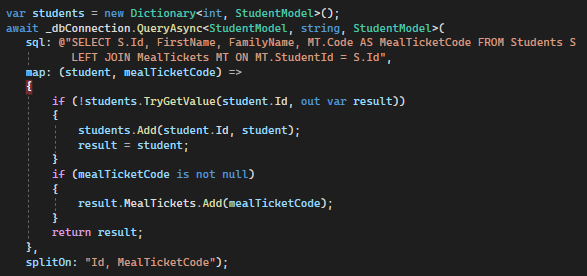 var students = new Dictionary<int, StudentModel>();
await _dbConnection.QueryAsync<StudentModel, string, StudentModel>(
sql: @"SELECT S.Id, FirstName, FamilyName, MT.Code AS MealTicketCode FROM Students S
LEFT JOIN MealTickets MT ON MT.StudentId = S.Id",
map: (student, mealTicketCode) =>
{
if (!students.TryGetValue(student.Id, out var result))
{
students.Add(student.Id, student);
result = student;
}
if (mealTicketCode is not null)
{
result.MealTickets.Add(mealTicketCode);
}
return result;
},
splitOn: "Id, MealTicketCode");